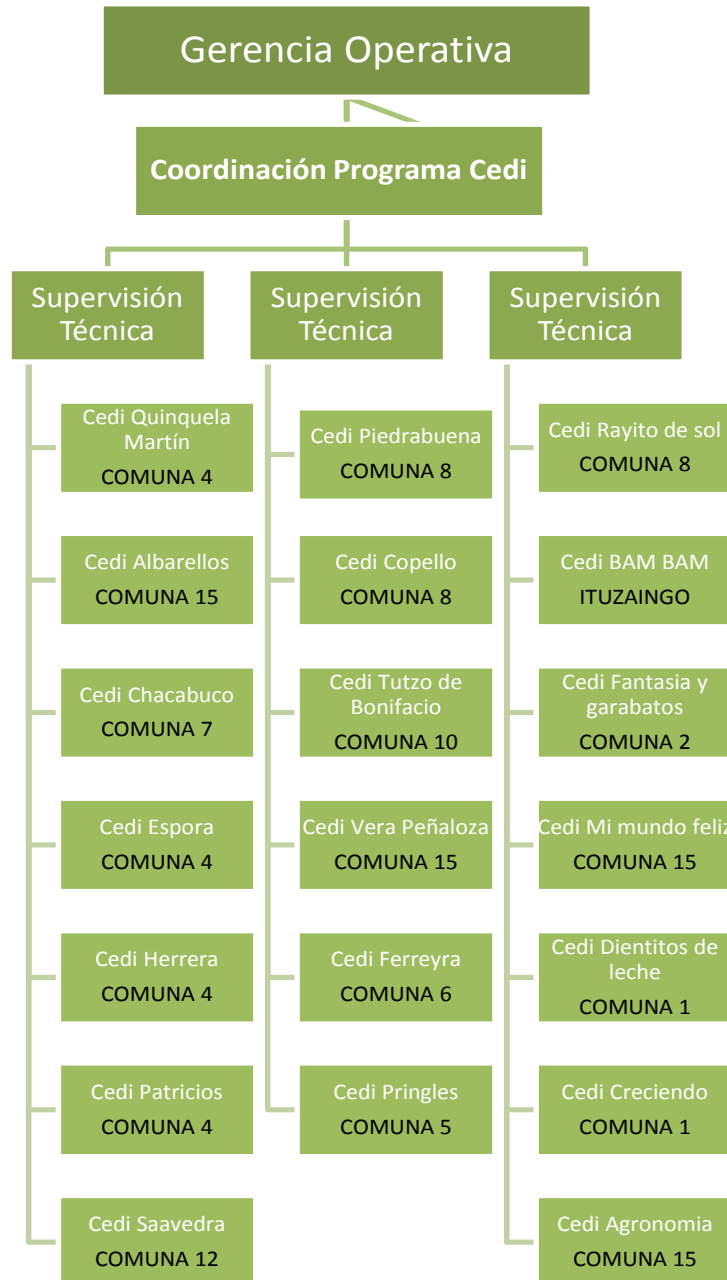 Gerencia Operativa
Coordinación Programa Cedi
Supervisión
Técnica
Cedi Quinquela
Martín
COMUNA 4
Cedi Albarellos
COMUNA 15
Cedi Chacabuco
COMUNA 7
Cedi Espora
COMUNA 4
Cedi Herrera
COMUNA 4
Cedi Patricios
COMUNA 4
Cedi Saavedra
COMUNA 12
Supervisión
Técnica
Cedi Piedrabuena
COMUNA 8
Cedi Copello
COMUNA 8
Cedi Tutzo de
Bonifacio
COMUNA 10
Cedi Vera Peñaloza
COMUNA 15
Cedi Ferreyra
COMUNA 6
Cedi Pringles
COMUNA 5
Supervisión
Técnica
Cedi Rayito de sol
COMUNA 8
Cedi BAM BAM
ITUZAINGO
Cedi Fantasia y
garabatos
COMUNA 2
Cedi Mi mundo feliz
COMUNA 15
Cedi Dientitos de
leche
COMUNA 1
Cedi Creciendo
COMUNA 1
Cedi Agronomia
COMUNA 15